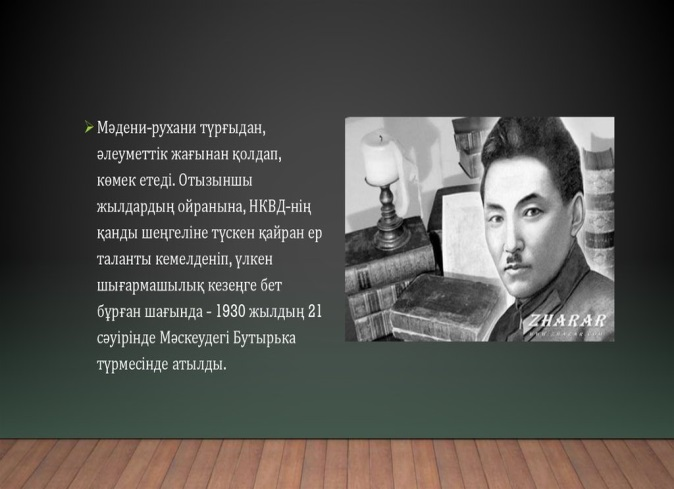 Мәдени-рухани тұрғыдан,
әлеуметтік жағынан қолдап,
көмек етеді. Отызыншы
жылдардың ойранына, НКВД-нің
қанды шеңгеліне түскен қайран ер
таланты кемелденіп, үлкен
шығармашылық кезеңге бет
бұрған шағында - 1930 жылдың 21
сәуірінде Мәскеудегі Бутырька
түрмесінде атылды.
ZHARAR